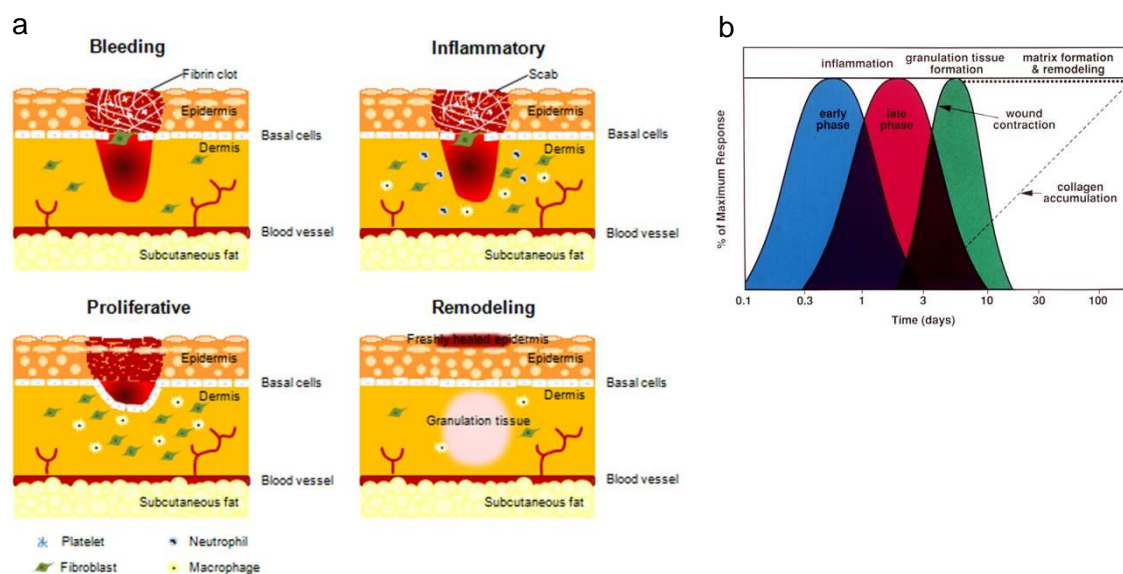 a
Bleeding
Fibrin clot
Epidermis
Basal cells
Dermis
Blood vessel
Subcutaneous fat
Inflammatory
Scab
Epidermis
Basal cells
Dermis
Blood vessel
Subcutaneous fat
Proliferative
Epidermis
Basal cells
Dermis
Blood vessel
Subcutaneous fat
Remodeling
Freshly healed epidermis
Epidermis
Basal cells
Dermis
Granulation tissue
Blood vessel
Subcutaneous fat
Platelet
Neutrophil
Fibroblast
Macrophage
b
inflammation
granulation tissue
formation
matrix formation
& remodeling
early
phase
late
phase
wound
contraction
collagen
accumulation
% of Maximum Response
0.1 0.3 1 3 10 30 100
Time (days)